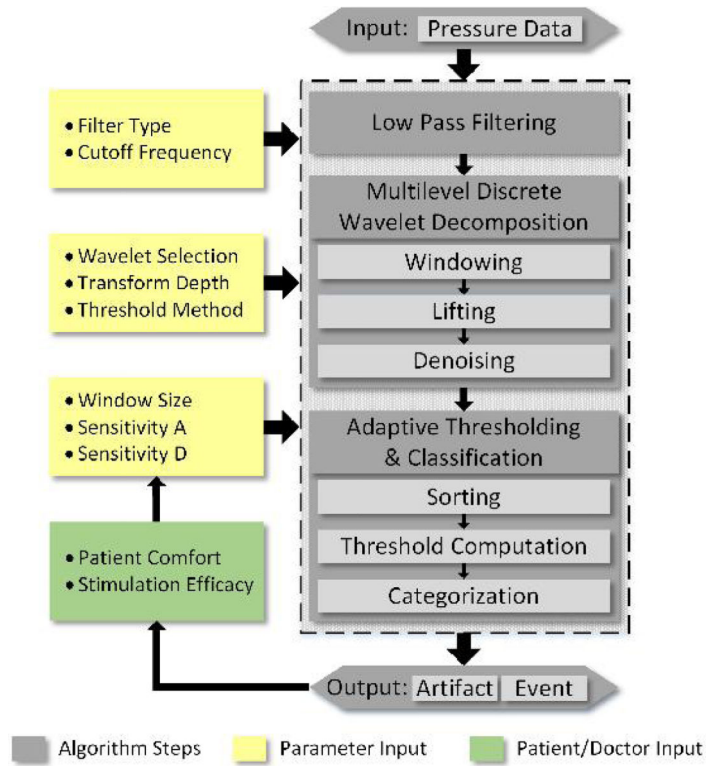 Input: Pressure Data
• Filter Type
• Cutoff Frequency
Low Pass Filtering
Multilevel Discrete
Wavelet Decomposition
• Wavelet Selection
• Transform Depth
• Threshold Method
Windowing
Lifting
Denoising
• Window Size
• Sensitivity A
• Sensitivity D
Adaptive Thresholding
& Classification
Sorting
Threshold Computation
Categorization
• Patient Comfort
• Stimulation Efficacy
Output: Artifact Event
Algorithm Steps
Parameter Input
Patient/Doctor Input